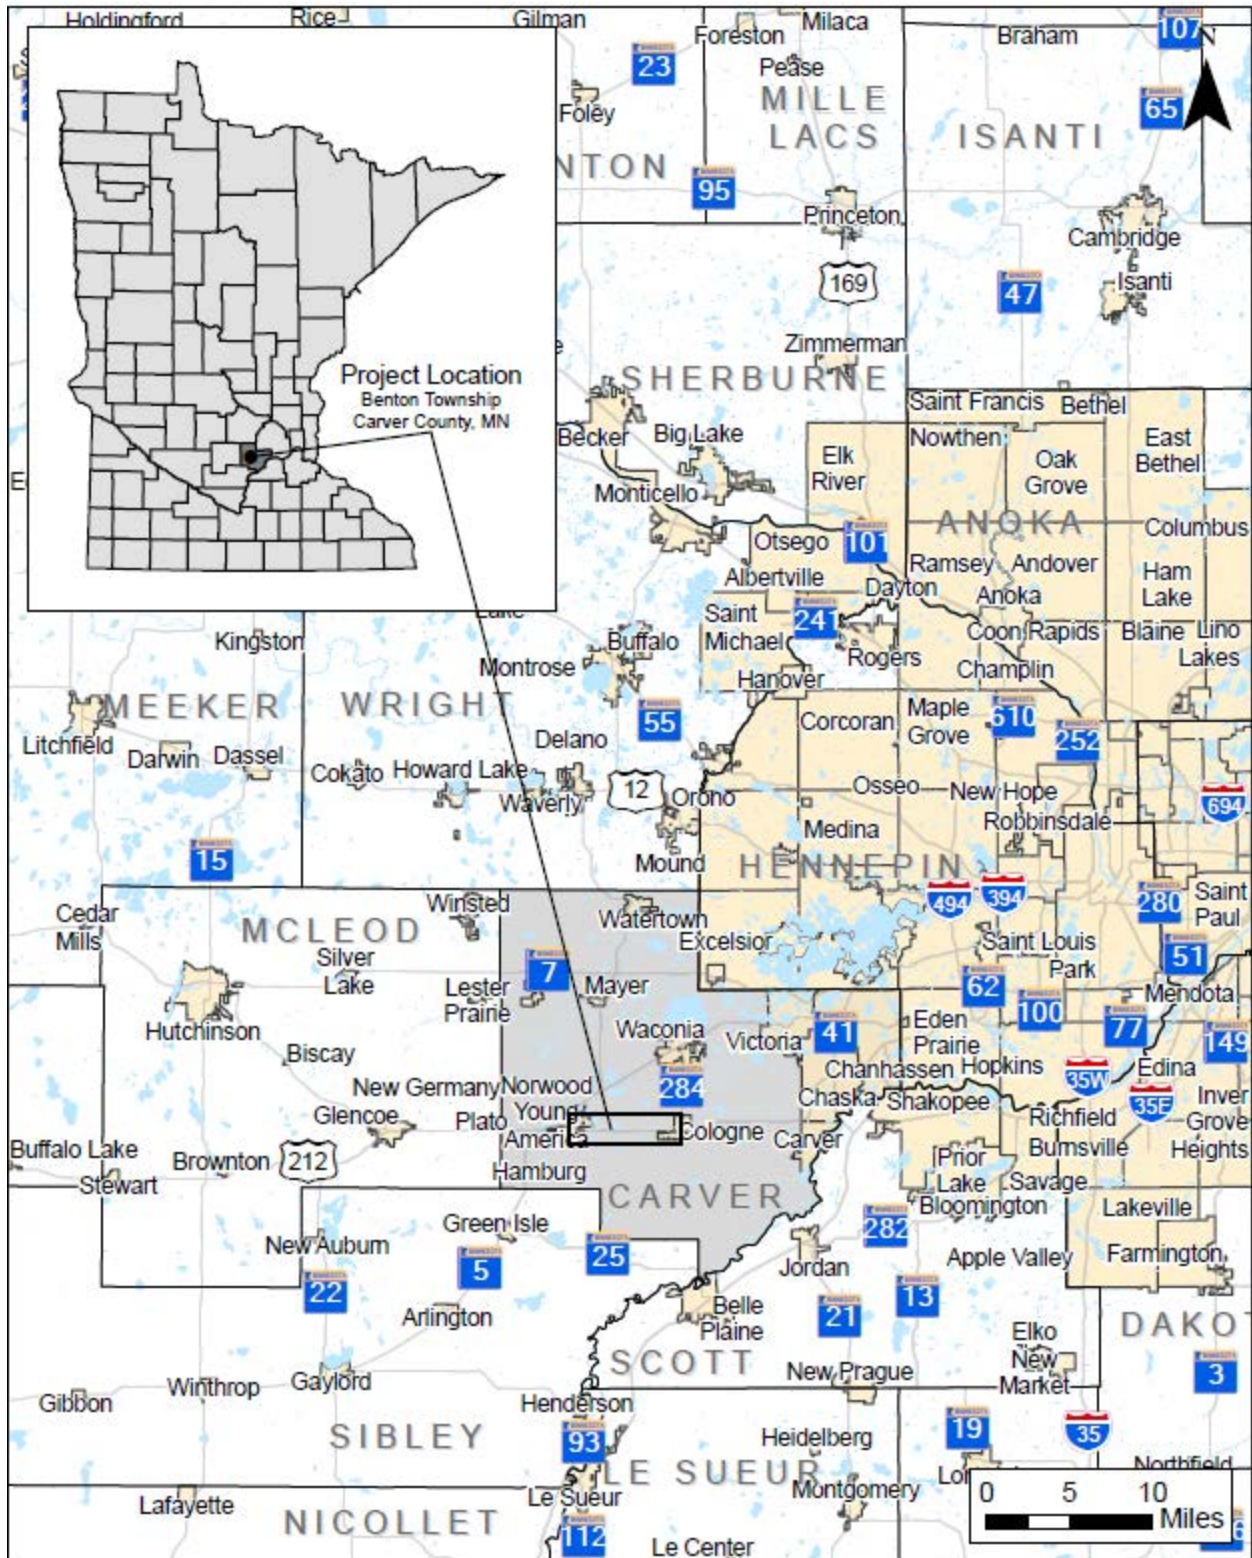 Holdingford
Rice
Gilman
Foreston
Milaca
Braham
107
N
23
Pease
65
Foley
MILLE
LACS
ISANTI
NTON
95
Princeton
Cambridge
169
47
Isanti
Zimmerman
Project Location
Benton Township
Carver County, MN
SHERBURNE
Saint Francis
Bethel
Becker
Big Lake
Nowthen
East
Bethel
Elk
River
Oak
Grove
E
Monticello
ANOKA
Columbus
Otsego
101
Albertville
Ramsey
Andover
Ham
Lake
Dayton
Anoka
Lake
Saint
Michael
241
Kingston
Buffalo
Coon Rapids
Blaine
Lino
Lakes
Montrose
Rogers
Champlin
Hanover
MEEKER
WRIGHT
55
Corcoran
Maple
Grove
610
252
Litchfield
Darwin
Dassel
Delano
Cokato
Howard Lake
Waverly
12
Orono
Osseo
New Hope
694
Robbinsdale
Medina
15
Mound
HENNEPIN
494
394
280
Saint
Paul
Cedar
Mills
Winsted
Watertown
MCLEOD
Excelsior
Saint Louis
Park
51
Silver
Lake
7
Lester
Prairie
Mayer
62
100
Mendota
Hutchinson
Waconia
Victoria
41
Eden
Prairie
77
149
Biscay
Chanhassen
Hopkins
35W
Edina
New Germany
Norwood
Young
America
284
Chaska
Shakopee
35E
Inver
Grove
Heights
Glencoe
Plato
Cologne
Carver
Richfield
Burnsville
Buffalo Lake
Brownton
212
Hamburg
Prior
Lake
Savage
Stewart
CARVER
Bloomington
Lakeville
Green Isle
282
New Auburn
25
Jordan
Apple Valley
Farmington
5
22
13
Arlington
Belle
Plaine
21
DAKOT
Elko
New
Market
SCOTT
3
Gaylord
New Prague
Gibbon
Winthrop
Henderson
19
35
SIBLEY
93
Heidelberg
Northfield
LE SUEUR
Lon
Lafayette
Le Sueur
Montgomery
0 5 10
Miles
NICOLLET
112
Le Center